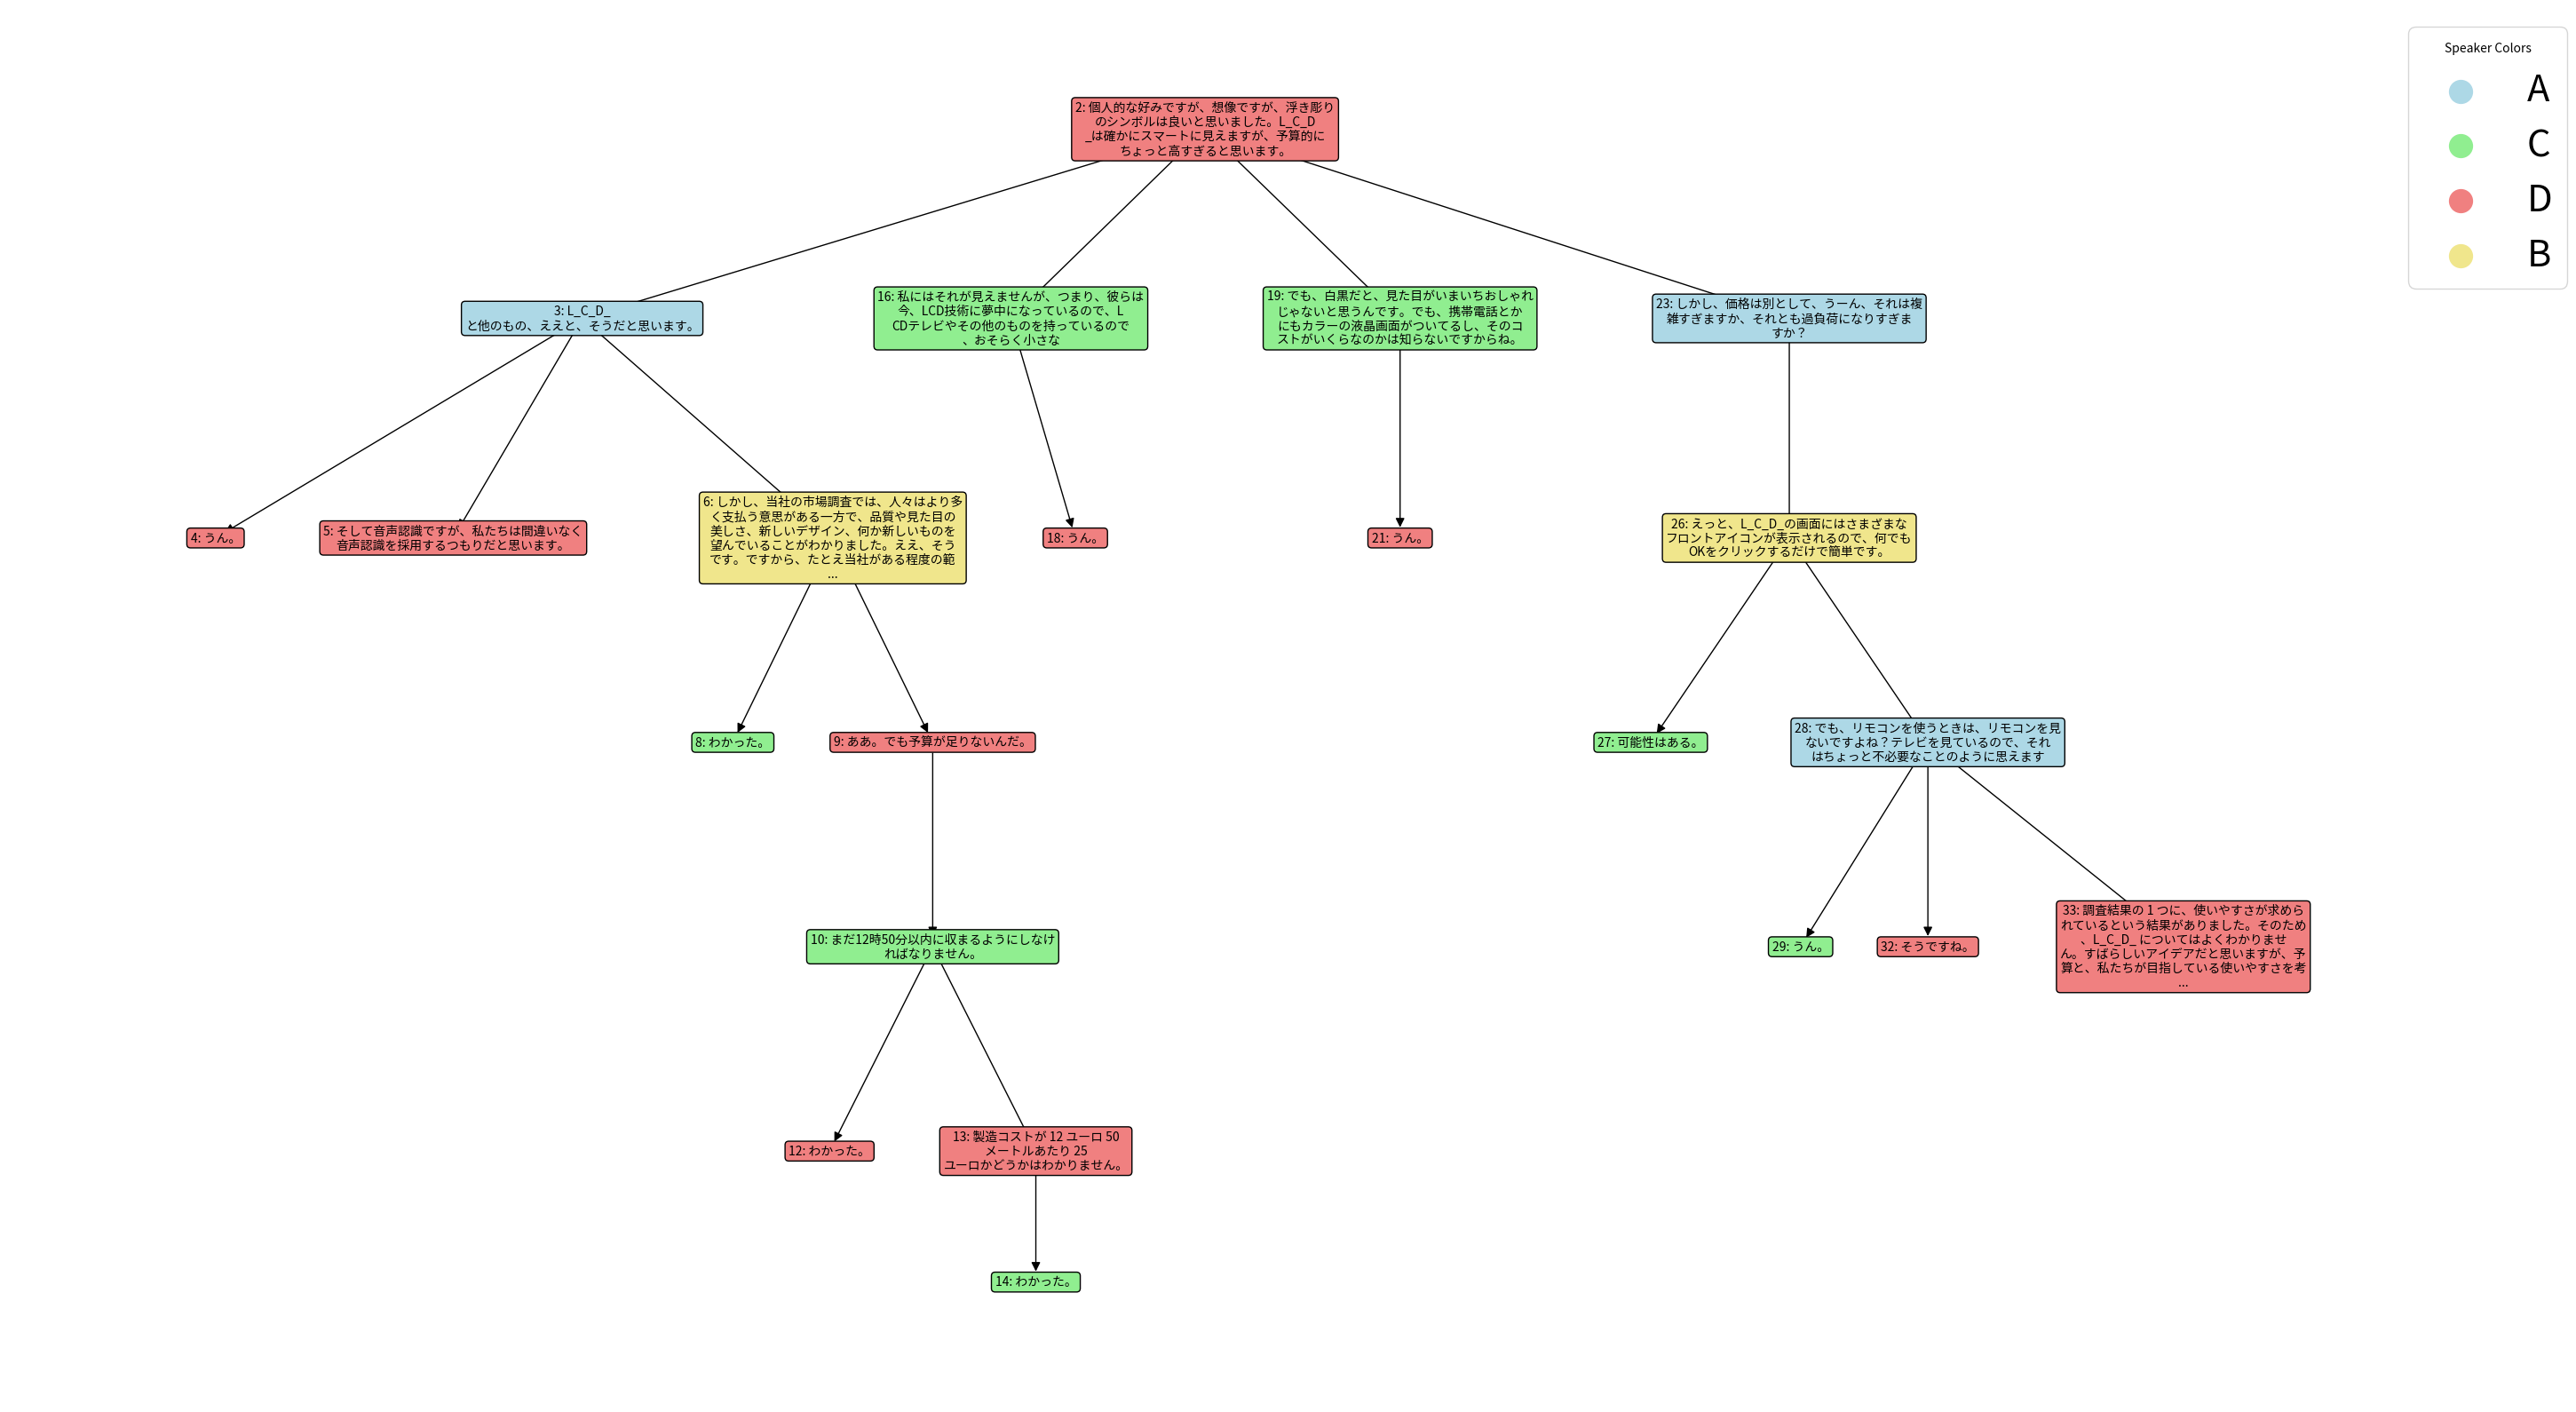 Speaker Colors
A
C
D
B
2: 個人的な好みですが、想像ですが、浮き彫り
のシンボルは良いと思いました。L_C_D
_は確かにスマートに見えますが、予算的に
ちょっと高すぎると思います。
3: L_C_D_
と他のもの、ええと、そうだと思います。
16: 私にはそれが見えませんが、つまり、彼らは
今、LCD技術に夢中になっているので、L
CDテレビやその他のものを持っているので
、おそらく小さな
19: でも、白黒だと、見た目がいまいちおしゃれ
じゃないと思うんです。でも、携帯電話とか
にもカラーの液晶画面がついてるし、そのコ
ストがいくらなのかは知らないですからね。
23: しかし、価格は別として、うーん、それは複
雑すぎますか、それとも過負荷になりすぎま
すか？
4: うん。
5: そして音声認識ですが、私たちは間違いなく
音声認識を採用するつもりだと思います。
6: しかし、当社の市場調査では、人々はより多
く支払う意思がある一方で、品質や見た目の
美しさ、新しいデザイン、何か新しいものを
望んでいることがわかりました。ええ、そう
です。ですから、たとえ当社がある程度の範
...
18: うん。
21: うん。
26: えっと、L_C_D_の画面にはさまざまな
フロントアイコンが表示されるので、何でも
OKをクリックするだけで簡単です。
8: わかった。
9: ああ。でも予算が足りないんだ。
27: 可能性はある。
28: でも、リモコンを使うときは、リモコンを見
ないですよね？テレビを見ているので、それ
はちょっと不必要なことのように思えます
10: まだ12時50分以内に収まるようにしなけ
ればなりません。
29: うん。
32: そうですね。
33: 調査結果の 1 つに、使いやすさが求めら
れているという結果がありました。そのため
、L_C_D_ についてはよくわかりませ
ん。すばらしいアイデアだと思いますが、予
算と、私たちが目指している使いやすさを考
...
12: わかった。
13: 製造コストが 12 ユーロ 50
メートルあたり 25
ユーロかどうかはわかりません。
14: わかった。